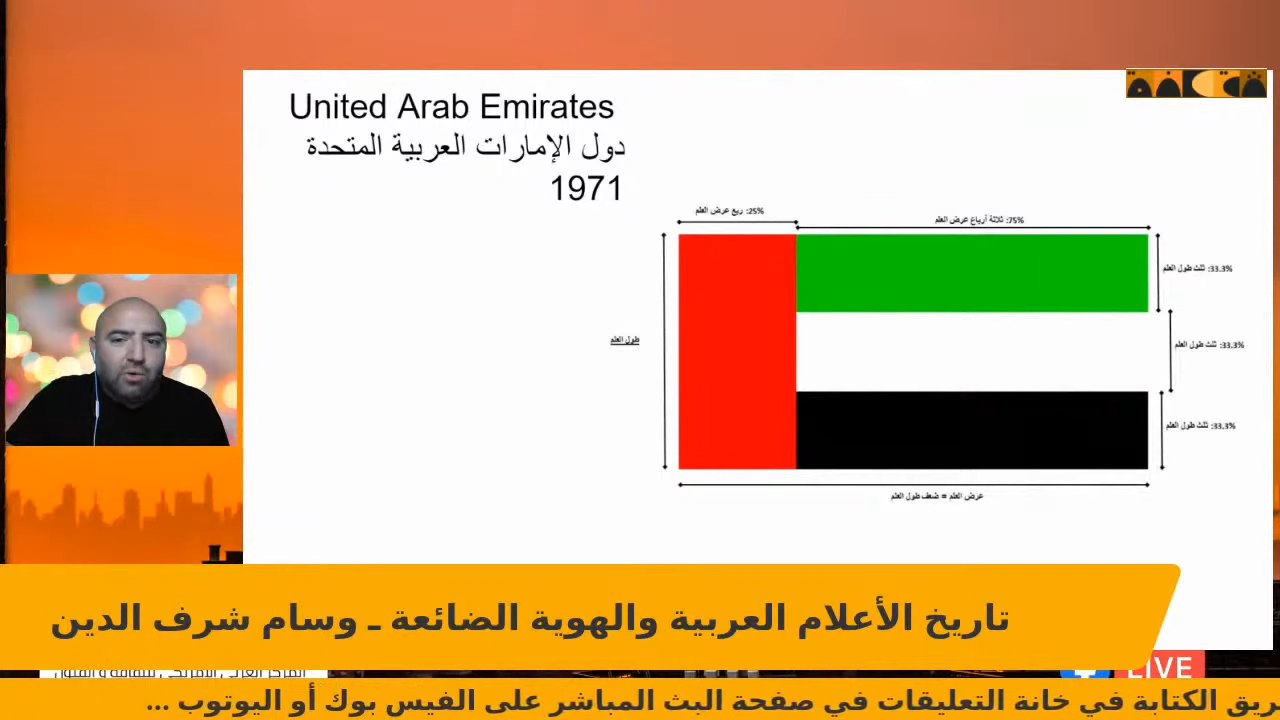 United Arab Emirates
دول الإمارات العربية المتحدة
1971
25%: ربع عرض العلم
75%: ثلاثة أرباع عرض العلم
33.3%: ثلث طول العلم
طول العلم
33.3%: ثلث طول العلم
33.3%: ثلث طول العلم
عرض العلم = ضعف طول العلم
تاريخ الأعلام العربية والهوية الضائعة ـ وسام شرف الدين
LIVE
الكتابة في خانة التعليقات في صفحة البث المباشر على الفيس بوك أو اليوتوب ...